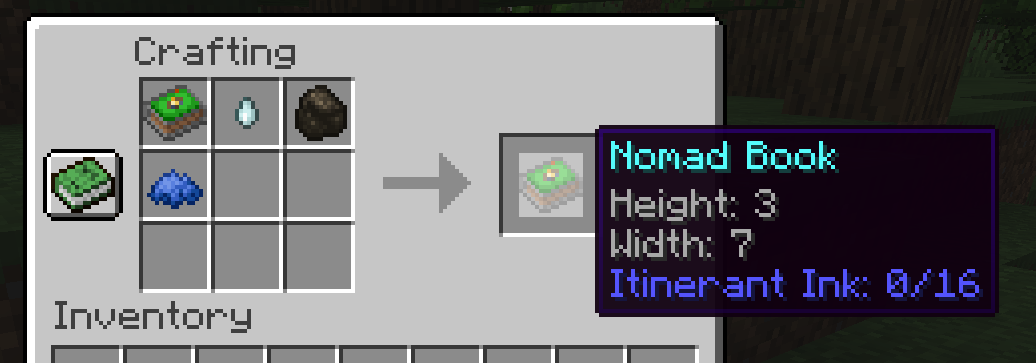 Crafting
Nomad Book
Height: 3
Width: 7
Itinerant Ink: 0/16
Inventory